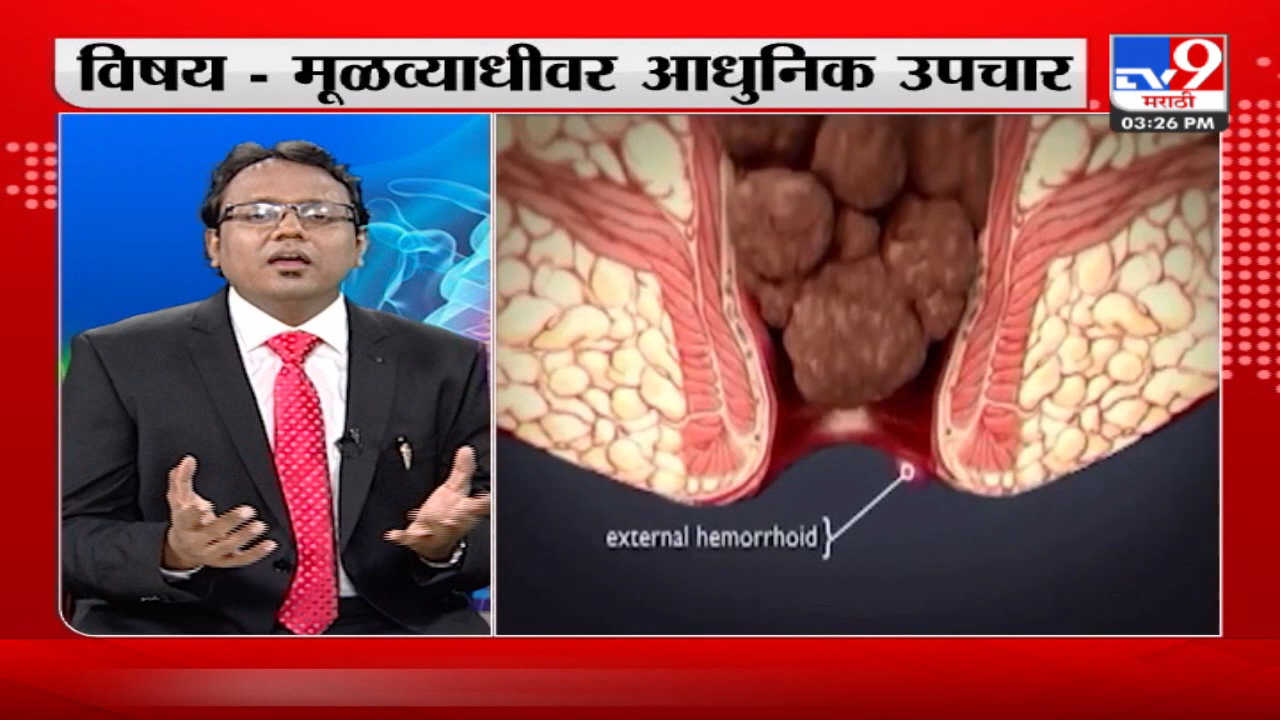 विषय - मूळव्याधीवर आधुनिक उपचार
TV9
मराठी
03:26 PM
external hemorrhoid